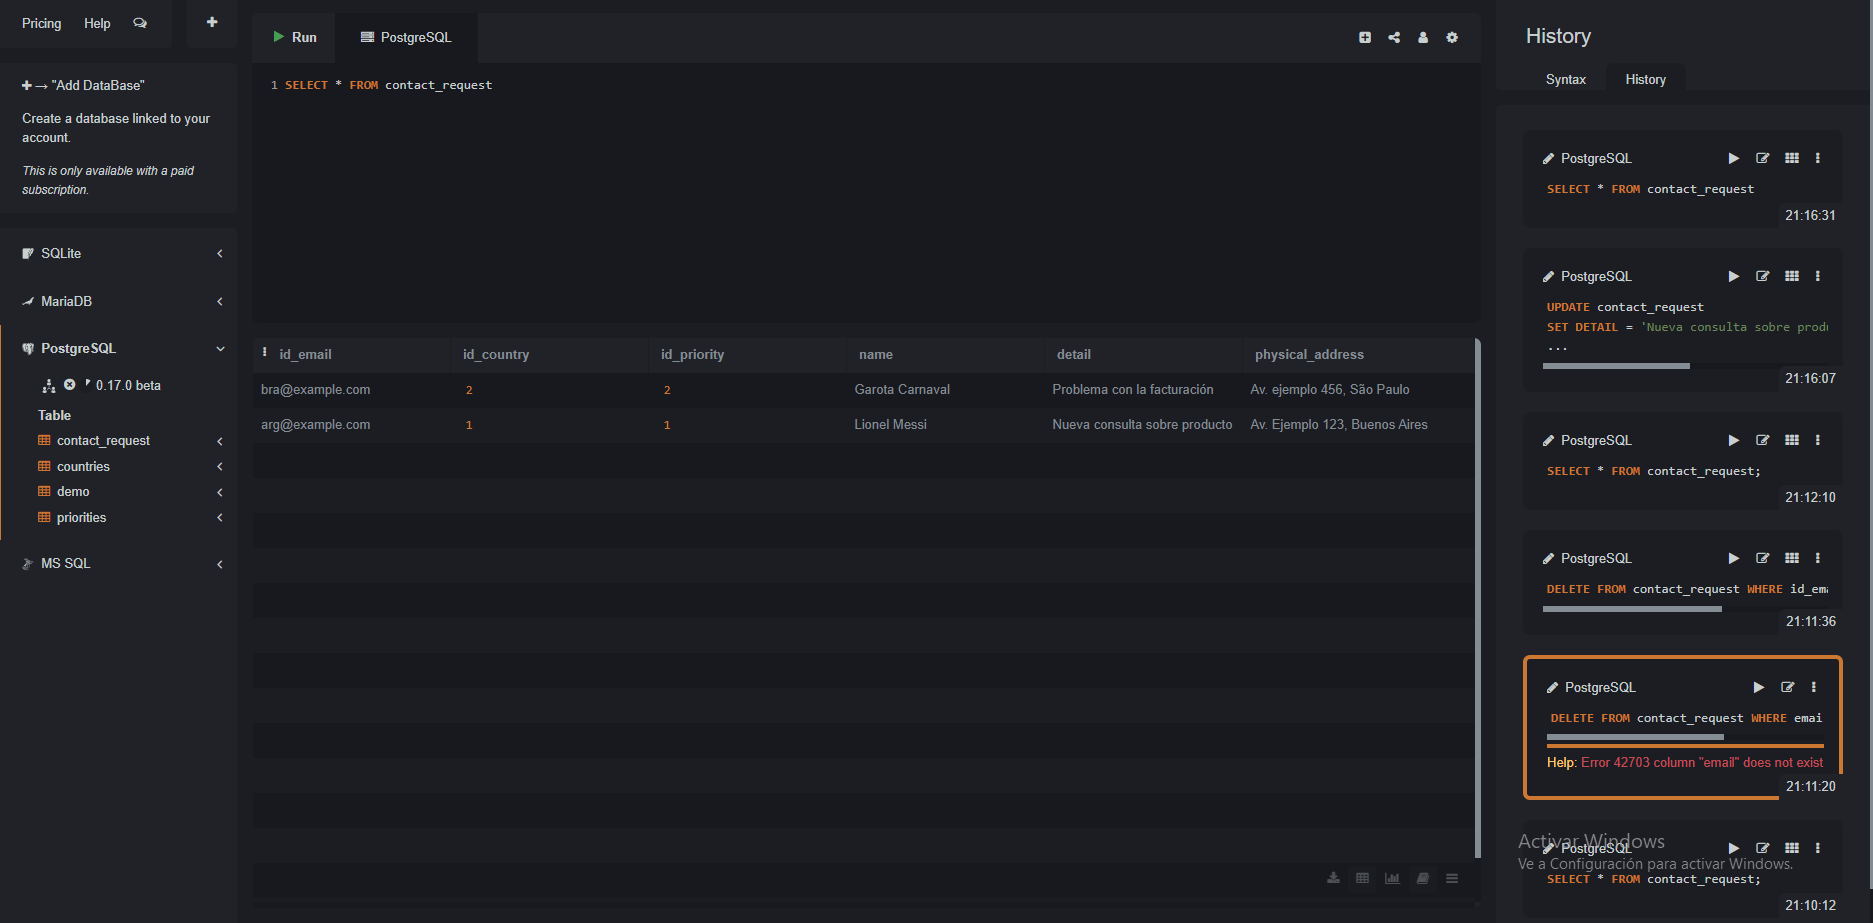 Pricing Help
Run PostgreSQL
History
Syntax History
"Add DataBase"
Create a database linked to your
account.
This is only available with a paid
subscription.
SQLite
MariaDB
PostgreSQL
0.17.0 beta
Table
contact_request
countries
demo
priorities
MS SQL
1 SELECT * FROM contact_request
id_email id_country id_priority name detail physical_address
bra@example.com 2 2 Garota Carnaval Problema con la facturación Av. ejemplo 456, São Paulo
arg@example.com 1 1 Lionel Messi Nueva consulta sobre producto Av. Ejemplo 123, Buenos Aires
PostgreSQL
SELECT * FROM contact_request
21:16:31
PostgreSQL
UPDATE contact_request
SET DETAIL = 'Nueva consulta sobre produ
...
21:16:07
PostgreSQL
SELECT * FROM contact_request;
21:12:10
PostgreSQL
DELETE FROM contact_request WHERE id_ema
21:11:36
PostgreSQL
DELETE FROM contact_request WHERE emai
Help: Error 42703 column "email" does not exist
21:11:20
Activar Windows
PostgreSQL
Ve a Configuración para activar Windows.
SELECT * FROM contact_request;
21:10:12